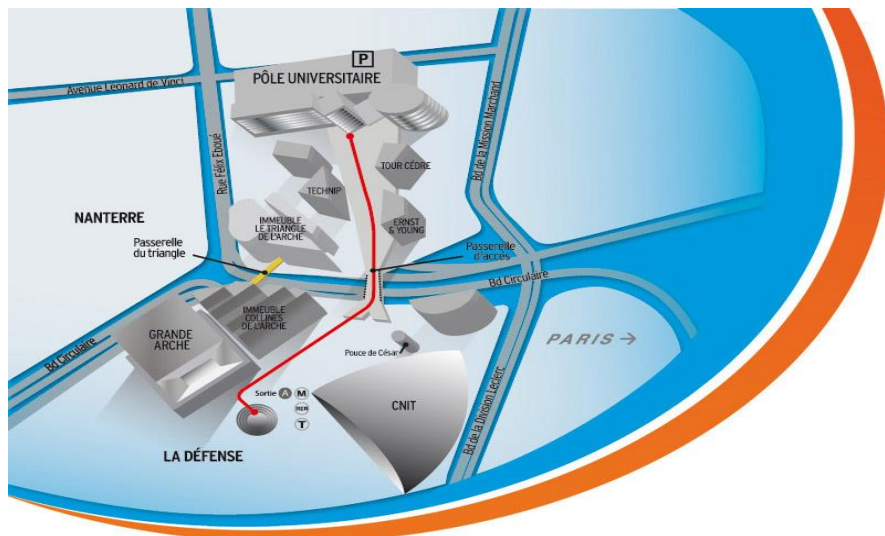 P
PÔLE UNIVERSITAIRE
Avenue Léonard de Vinci
Bd de la Mission Marchand
Rue Félix Eboué
TOUR CÈDRE
TECHNIP
NANTERRE
IMMEUBLE
LE TRIANGLE
DE L'ARCHE
ERNST
& YOUNG
Passerelle
du triangle
Passerelle
d'accès
Bd Circulaire
IMMEUBLE
COLLINES
DE L'ARCHE
GRANDE
ARCHE
Bd Circulaire
Pouce de César
PARIS →
Sortie A M
RER
T
CNIT
Bd de la Division Leclerc
LA DÉFENSE